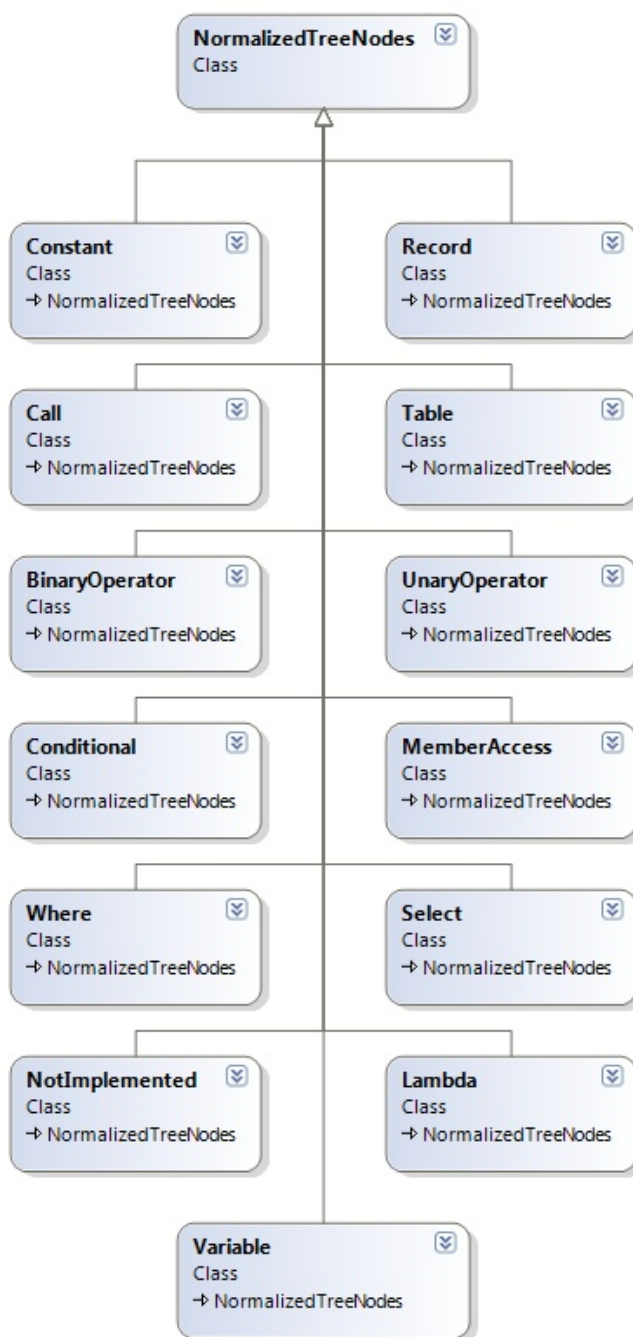 NormalizedTreeNodes
Class
Constant
Class
NormalizedTreeNodes
Record
Class
NormalizedTreeNodes
Call
Class
NormalizedTreeNodes
Table
Class
NormalizedTreeNodes
BinaryOperator
Class
NormalizedTreeNodes
UnaryOperator
Class
NormalizedTreeNodes
Conditional
Class
NormalizedTreeNodes
MemberAccess
Class
NormalizedTreeNodes
Where
Class
NormalizedTreeNodes
Select
Class
NormalizedTreeNodes
NotImplemented
Class
NormalizedTreeNodes
Lambda
Class
NormalizedTreeNodes
Variable
Class
NormalizedTreeNodes